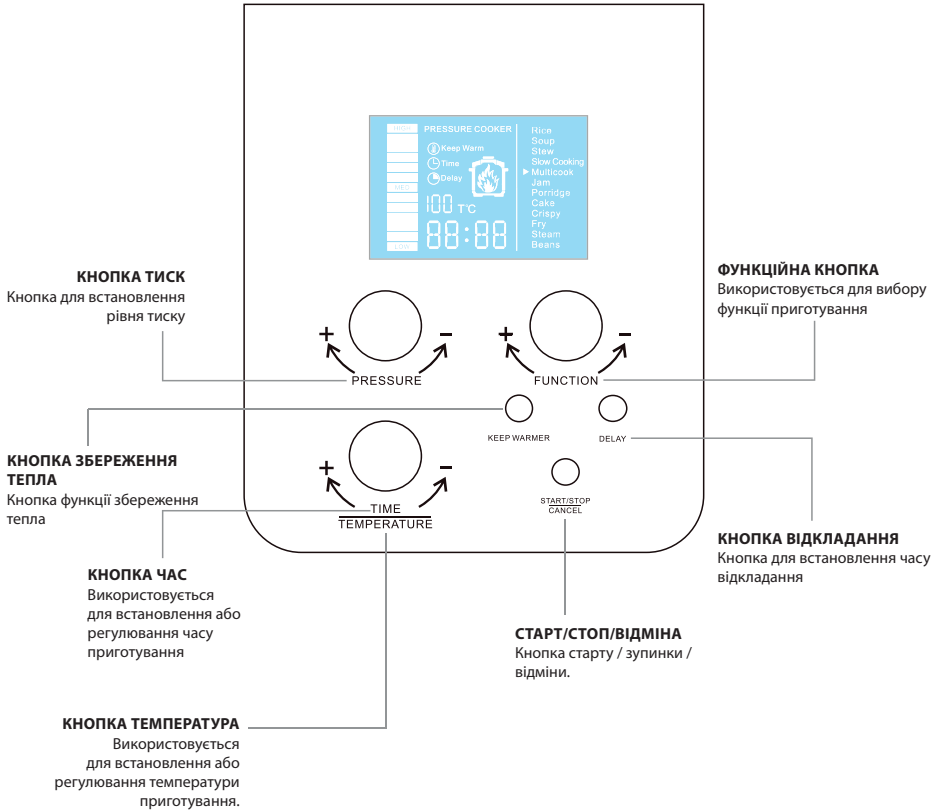 HIGH
MED
LOW
PRESSURE COOKER
Keep Warm
Time
Delay
100 T°C
88:88
Rice
Soup
Stew
Slow Cooking
Multicook
Jam
Porridge
Cake
Crispy
Fry
Steam
Beans
КНОПКА ТИСК
Кнопка для встановлення
рівня тиску
ФУНКЦІЙНА КНОПКА
Використовується для вибору
функції приготування
+ −
PRESSURE
+ −
FUNCTION
KEEP WARMER
DELAY
КНОПКА ЗБЕРЕЖЕННЯ
ТЕПЛА
Кнопка функції збереження
тепла
+ −
TIME
TEMPERATURE
START/STOP
CANCEL
КНОПКА ВІДКЛАДАННЯ
Кнопка для встановлення часу
відкладання
КНОПКА ЧАС
Використовується
для встановлення або
регулювання часу
приготування
СТАРТ/СТОП/ВІДМІНА
Кнопка старту / зупинки /
відміни.
КНОПКА ТЕМПЕРАТУРА
Використовується
для встановлення або
регулювання температури
приготування.